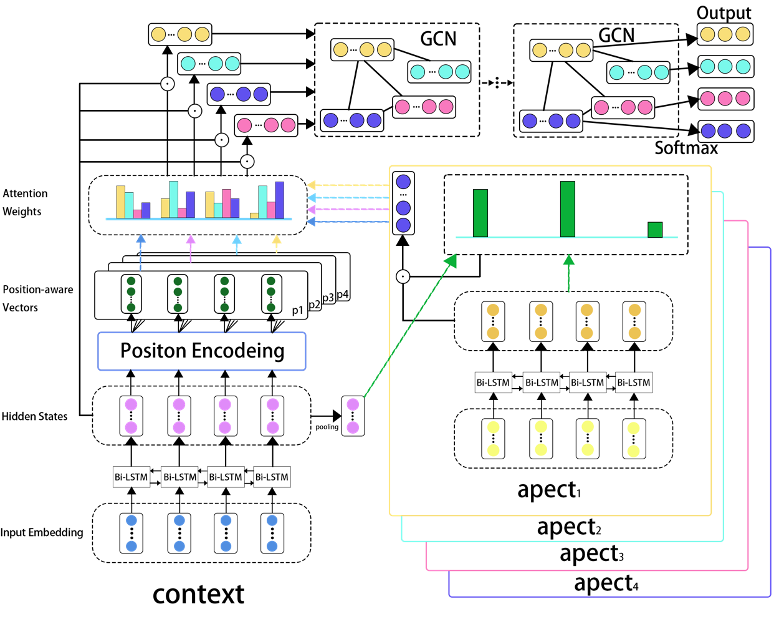 Output
GCN
GCN
Softmax
Attention
Weights
Position-aware
Vectors
p1
p2
p3
p4
Positon Encodeing
Hidden States
pooling
Bi-LSTM
Bi-LSTM
Bi-LSTM
Bi-LSTM
Bi-LSTM
Bi-LSTM
Bi-LSTM
Bi-LSTM
Input Embedding
context
apect1
apect2
apect3
apect4